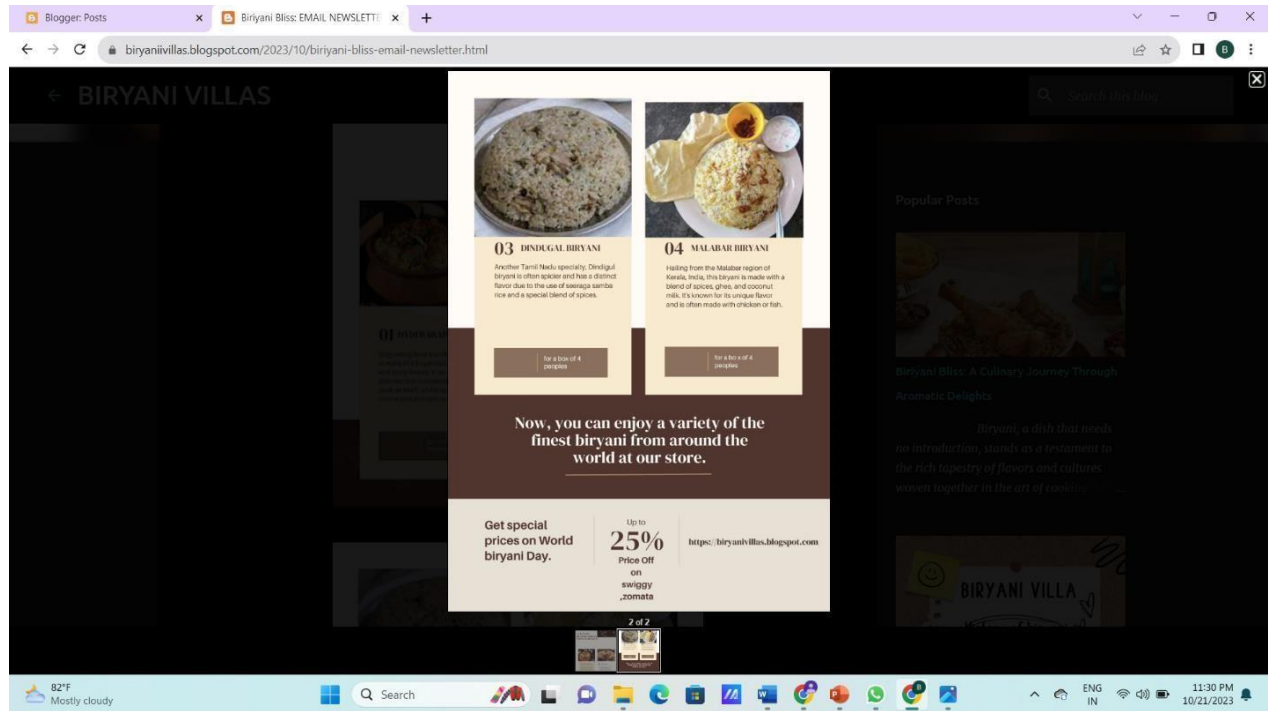 Blogger: Posts
Biriyani Bliss: EMAIL NEWSLETTE
biryaniivillas.blogspot.com/2023/10/biriyani-bliss-email-newsletter.html
B
← BIRYANI VILLAS
Search this blog
03 DINDUGAL BIRYANI
Another Tamil Nadu specialty, Dindigul
biryani is often spicier and has a distinct
flavor due to the use of seeraga samba
rice and a special blend of spices.
for a box of 4
peoples
04 MALABAR BIRYANI
Hailing from the Malabar region of
Kerala, India, this biryani is made with a
blend of spices, ghee, and coconut
milk. It's known for its unique flavor
and is often made with chicken or fish.
for a box of 4
peoples
Now, you can enjoy a variety of the
finest biryani from around the
world at our store.
Get special
prices on World
biryani Day.
Up to
25%
Price Off
on
swiggy
,zomata
https://biryanivillas.blogspot.com
2 of 2
Popular Posts
Biriyani Bliss: A Culinary Journey Through
Aromatic Delights
Biryani, a dish that needs
no introduction, stands as a testament to
the rich tapestry of flavors and cultures
woven together in the art of cooking
BIRYANI VILLA
82°F
Mostly cloudy
Search
ENG
IN
11:30 PM
10/21/2023